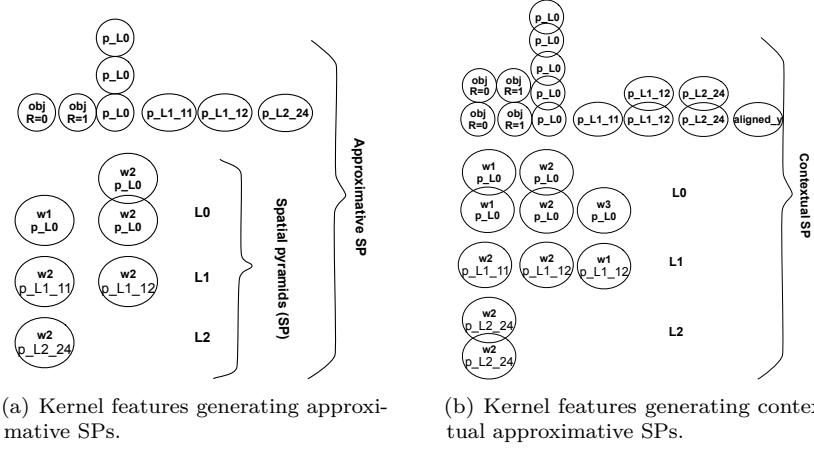 p_L0
p_L0
obj R=0
obj R=1
p_L0
p_L1_11
p_L1_12
p_L2_24
w2 p_L0
w1 p_L0
w2 p_L0
L0
w2 p_L1_11
w2 p_L1_12
L1
w2 p_L2_24
L2
Spatial pyramids (SP)
Approximative SP
(a) Kernel features generating approxi-
mative SPs.
p_L0
p_L0
p_L0
obj R=0
obj R=1
p_L0
p_L1_12
p_L2_24
obj R=0
obj R=1
p_L0
p_L1_11
p_L1_12
p_L2_24
aligned_y
w1 p_L0
w2 p_L0
w1 p_L0
w2 p_L0
w3 p_L0
L0
w2 p_L1_11
w2 p_L1_12
w1 p_L1_12
L1
w2 p_L2_24
w2 p_L2_24
L2
Contextual SP
(b) Kernel features generating contex-
tual approximative SPs.